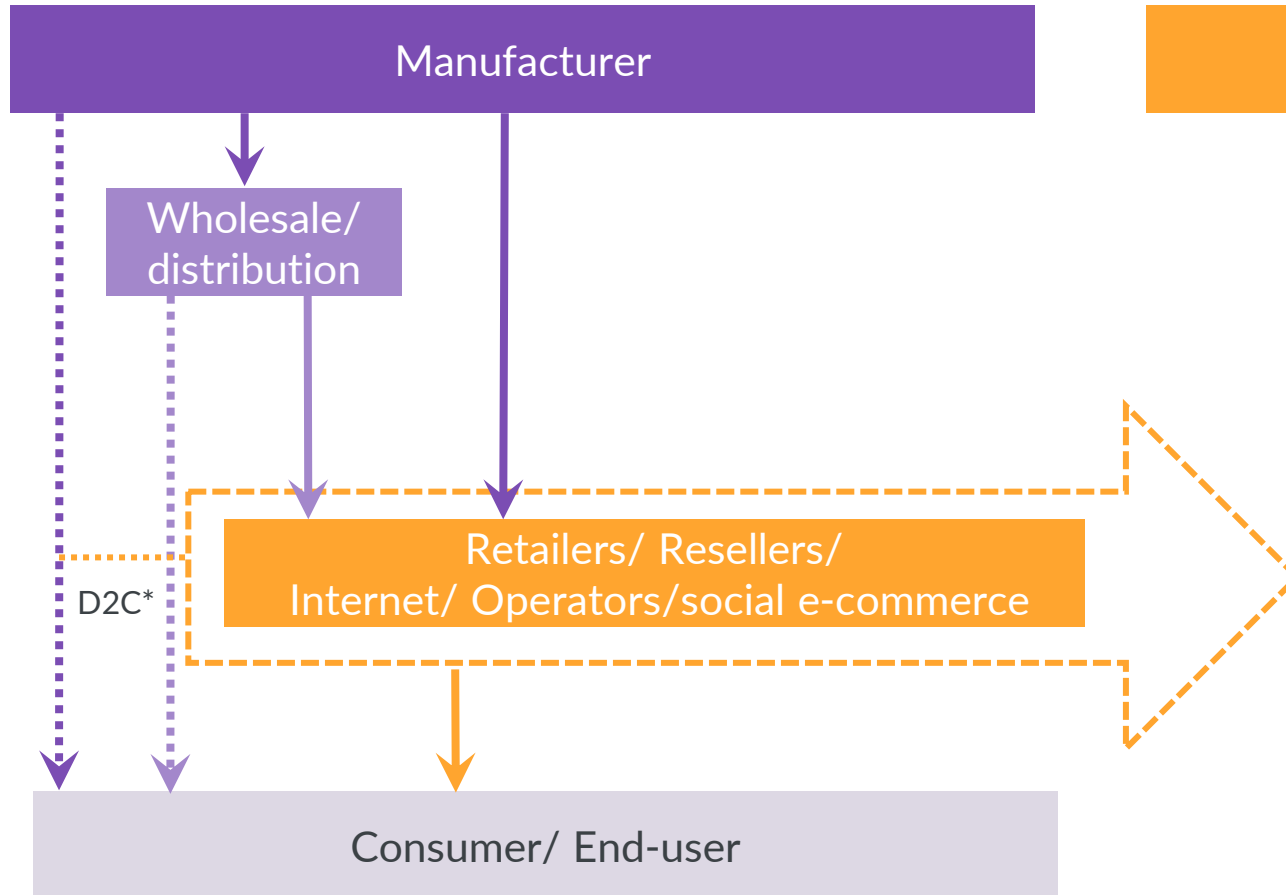 Manufacturer
Wholesale/
distribution
Retailers/ Resellers/
Internet/ Operators/social e-commerce
D2C*
Consumer/ End-user